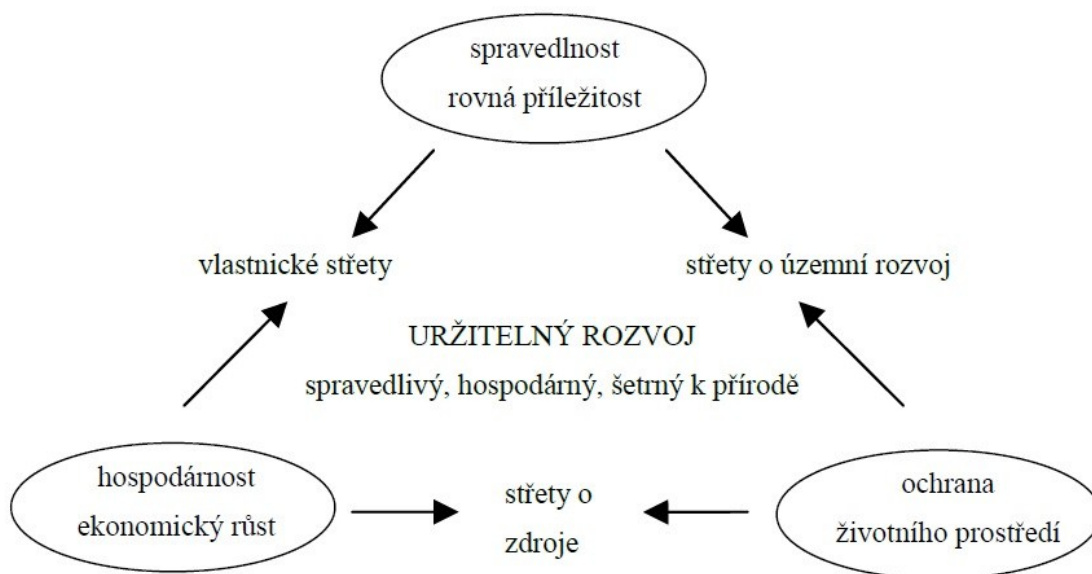 spravedlnost
rovná příležitost
vlastnické střety
střety o územní rozvoj
URŽITELNÝ ROZVOJ
spravedlivý, hospodárný, šetrný k přírodě
hospodárnost
ekonomický růst
střety o
zdroje
ochrana
životního prostředí